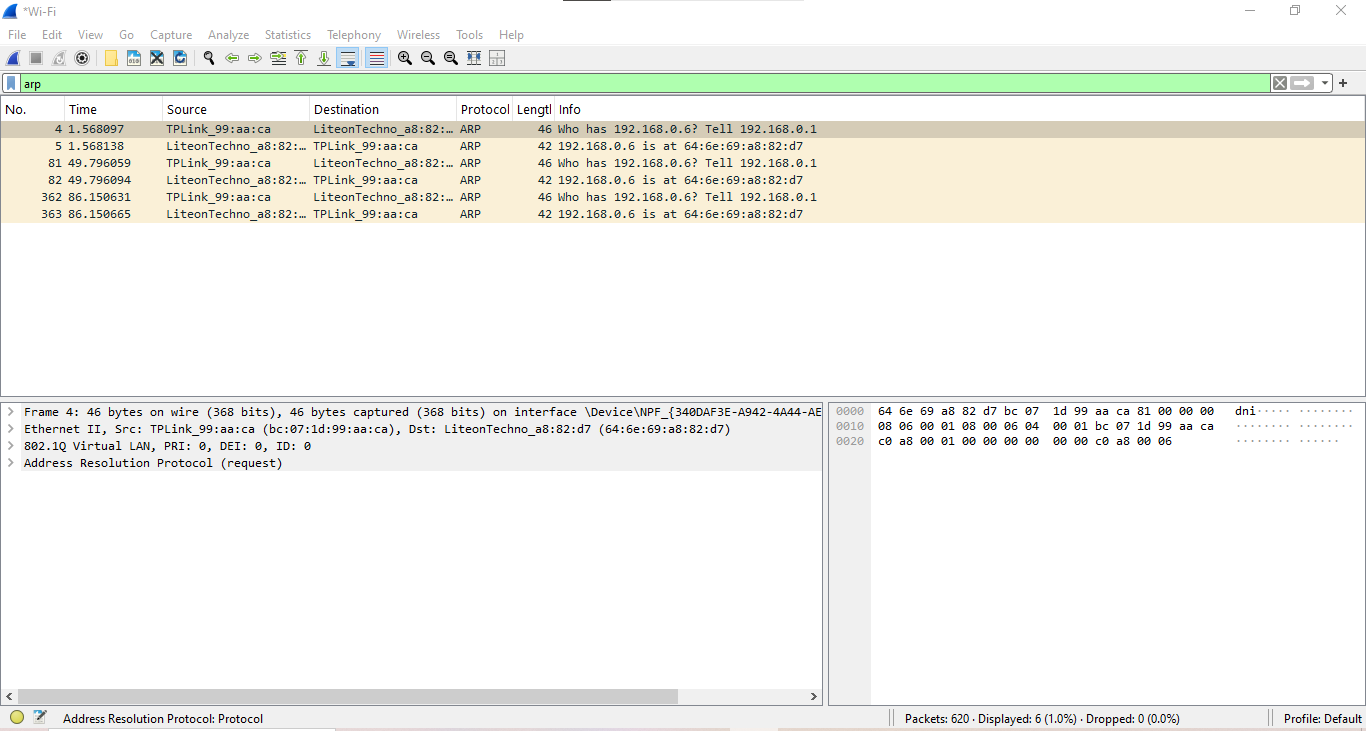 *Wi-Fi
File Edit View Go Capture Analyze Statistics Telephony Wireless Tools Help
arp
No. Time Source Destination Protocol Lengtl Info
4 1.568097 TPLink_99:aa:ca LiteonTechno_a8:82:… ARP 46 Who has 192.168.0.6? Tell 192.168.0.1
5 1.568138 LiteonTechno_a8:82:… TPLink_99:aa:ca ARP 42 192.168.0.6 is at 64:6e:69:a8:82:d7
81 49.796059 TPLink_99:aa:ca LiteonTechno_a8:82:… ARP 46 Who has 192.168.0.6? Tell 192.168.0.1
82 49.796094 LiteonTechno_a8:82:… TPLink_99:aa:ca ARP 42 192.168.0.6 is at 64:6e:69:a8:82:d7
362 86.150631 TPLink_99:aa:ca LiteonTechno_a8:82:… ARP 46 Who has 192.168.0.6? Tell 192.168.0.1
363 86.150665 LiteonTechno_a8:82:… TPLink_99:aa:ca ARP 42 192.168.0.6 is at 64:6e:69:a8:82:d7
Frame 4: 46 bytes on wire (368 bits), 46 bytes captured (368 bits) on interface \Device\NPF_{340DAF3E-A942-4A44-AE
Ethernet II, Src: TPLink_99:aa:ca (bc:07:1d:99:aa:ca), Dst: LiteonTechno_a8:82:d7 (64:6e:69:a8:82:d7)
802.1Q Virtual LAN, PRI: 0, DEI: 0, ID: 0
Address Resolution Protocol (request)
0000 64 6e 69 a8 82 d7 bc 07 1d 99 aa ca 81 00 00 00 dni····· ········
0010 08 06 00 01 08 00 06 04 00 01 bc 07 1d 99 aa ca ········ ········
0020 c0 a8 00 01 00 00 00 00 00 00 c0 a8 00 06 ········ ······
Address Resolution Protocol: Protocol
Packets: 620 · Displayed: 6 (1.0%) · Dropped: 0 (0.0%)
Profile: Default